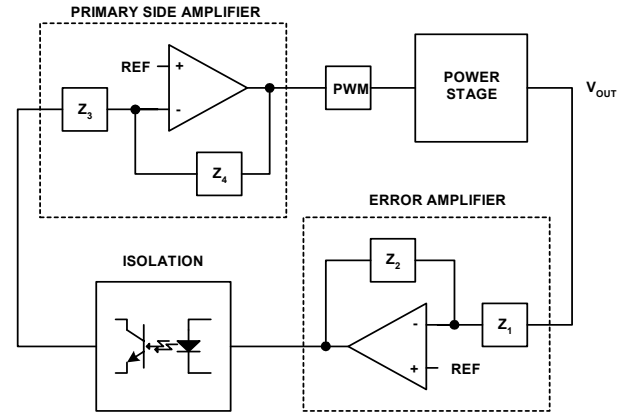 PRIMARY SIDE AMPLIFIER
REF
+
-
Z3
Z4
PWM
POWER
STAGE
VOUT
ERROR AMPLIFIER
ISOLATION
Z2
-
Z1
+
REF